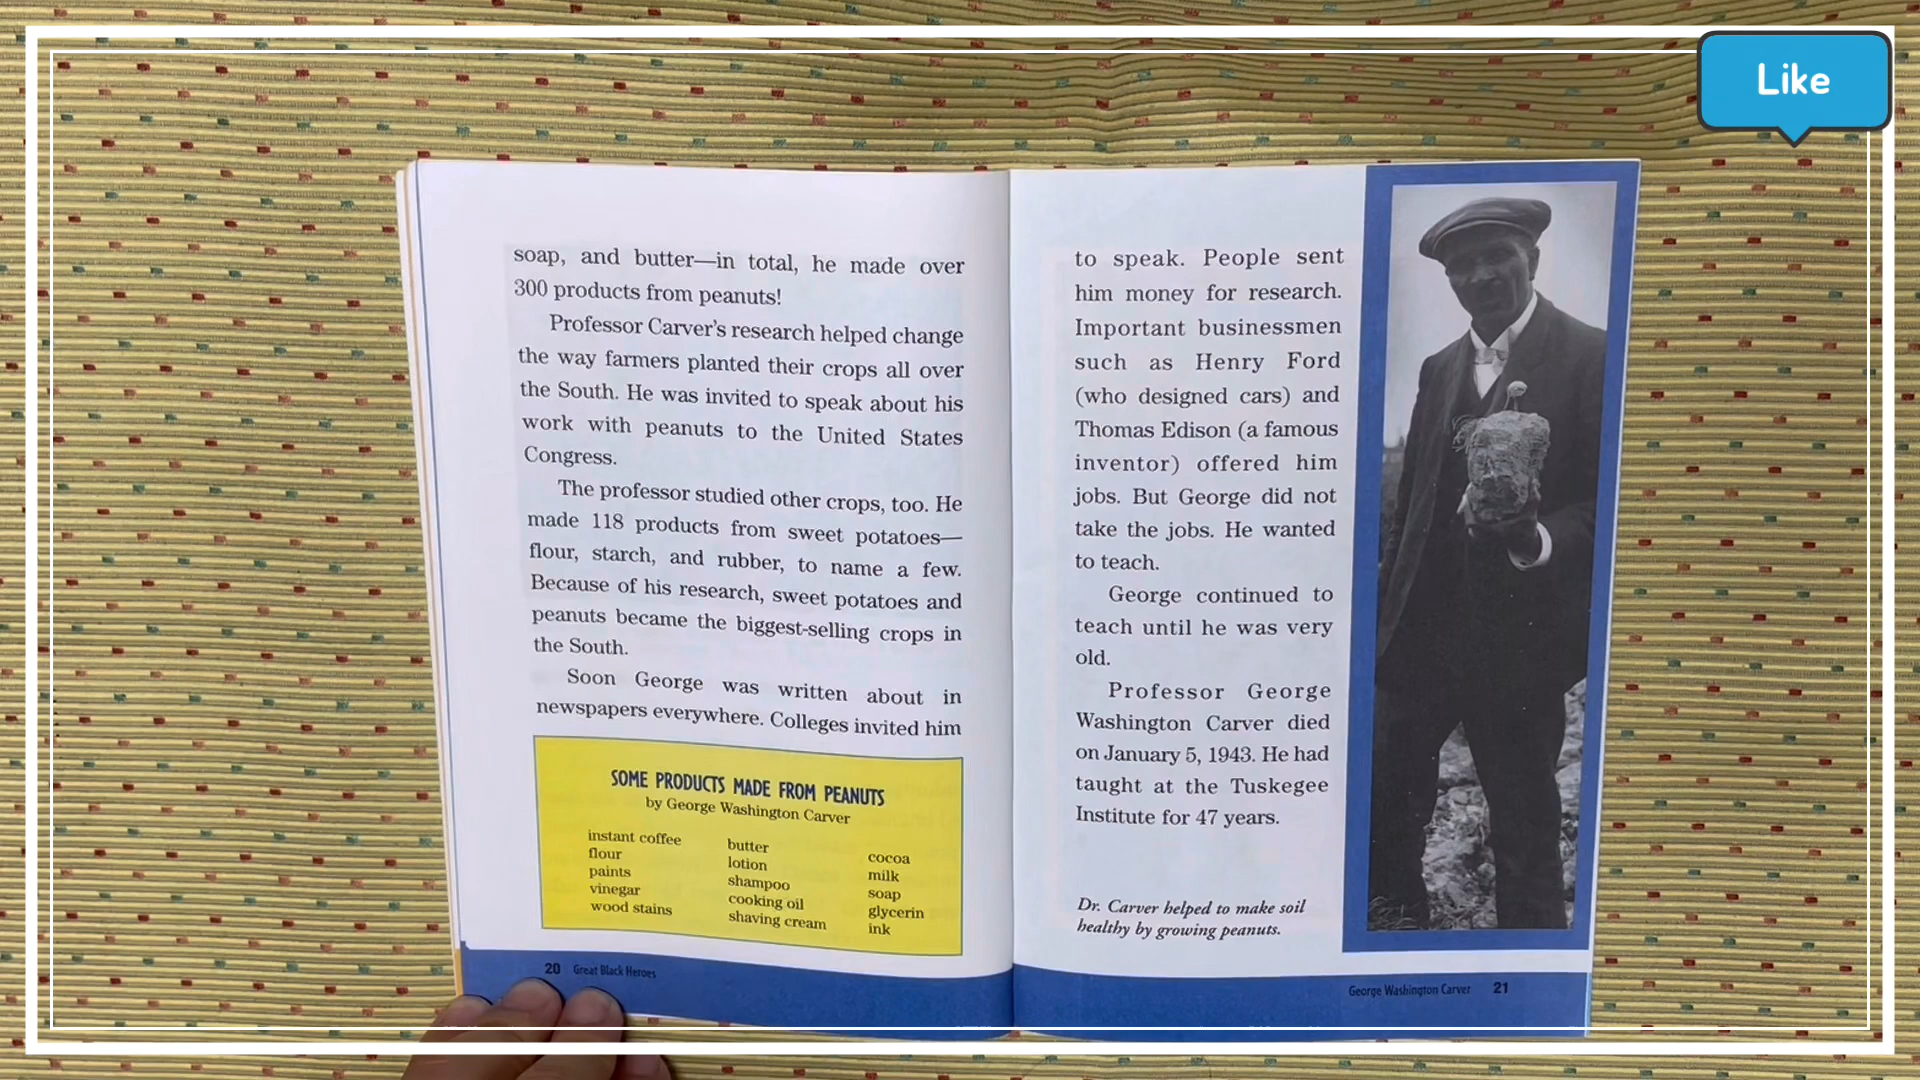 Like
soap, and butter—in total, he made over
300 products from peanuts!
Professor Carver's research helped change
the way farmers planted their crops all over
the South. He was invited to speak about his
work with peanuts to the United States
Congress.
The professor studied other crops, too. He
made 118 products from sweet potatoes—
flour, starch, and rubber, to name a few.
Because of his research, sweet potatoes and
peanuts became the biggest-selling crops in
the South.
Soon George was written about in
newspapers everywhere. Colleges invited him
SOME PRODUCTS MADE FROM PEANUTS
by George Washington Carver
instant coffee
flour
paints
vinegar
wood stains
butter
lotion
shampoo
cooking oil
shaving cream
cocoa
milk
soap
glycerin
ink
20 Great Black Heroes
to speak. People sent
him money for research.
Important businessmen
such as Henry Ford
(who designed cars) and
Thomas Edison (a famous
inventor) offered him
jobs. But George did not
take the jobs. He wanted
to teach.
George continued to
teach until he was very
old.
Professor George
Washington Carver died
on January 5, 1943. He had
taught at the Tuskegee
Institute for 47 years.
Dr. Carver helped to make soil
healthy by growing peanuts.
George Washington Carver 21